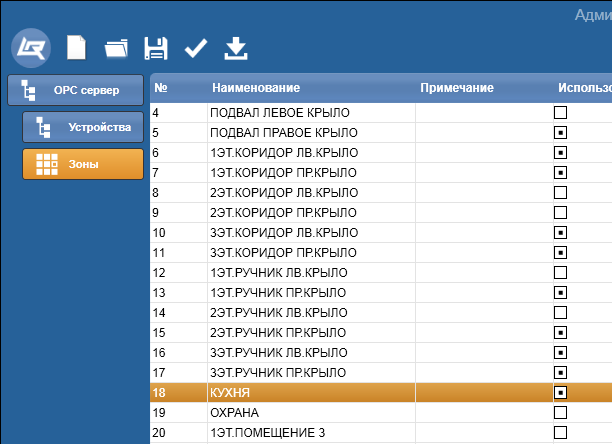 Адми
№ Наименование Примечание Использо
OPC сервер
Устройства
Зоны
4 ПОДВАЛ ЛЕВОЕ КРЫЛО
5 ПОДВАЛ ПРАВОЕ КРЫЛО
6 1ЭТ.КОРИДОР ЛВ.КРЫЛО
7 1ЭТ.КОРИДОР ПР.КРЫЛО
8 2ЭТ.КОРИДОР ЛВ.КРЫЛО
9 2ЭТ.КОРИДОР ПР.КРЫЛО
10 3ЭТ.КОРИДОР ЛВ.КРЫЛО
11 3ЭТ.КОРИДОР ПР.КРЫЛО
12 1ЭТ.РУЧНИК ЛВ.КРЫЛО
13 1ЭТ.РУЧНИК ПР.КРЫЛО
14 2ЭТ.РУЧНИК ЛВ.КРЫЛО
15 2ЭТ.РУЧНИК ПР.КРЫЛО
16 3ЭТ.РУЧНИК ЛВ.КРЫЛО
17 3ЭТ.РУЧНИК ПР.КРЫЛО
18 КУХНЯ
19 ОХРАНА
20 1ЭТ.ПОМЕЩЕНИЕ 3